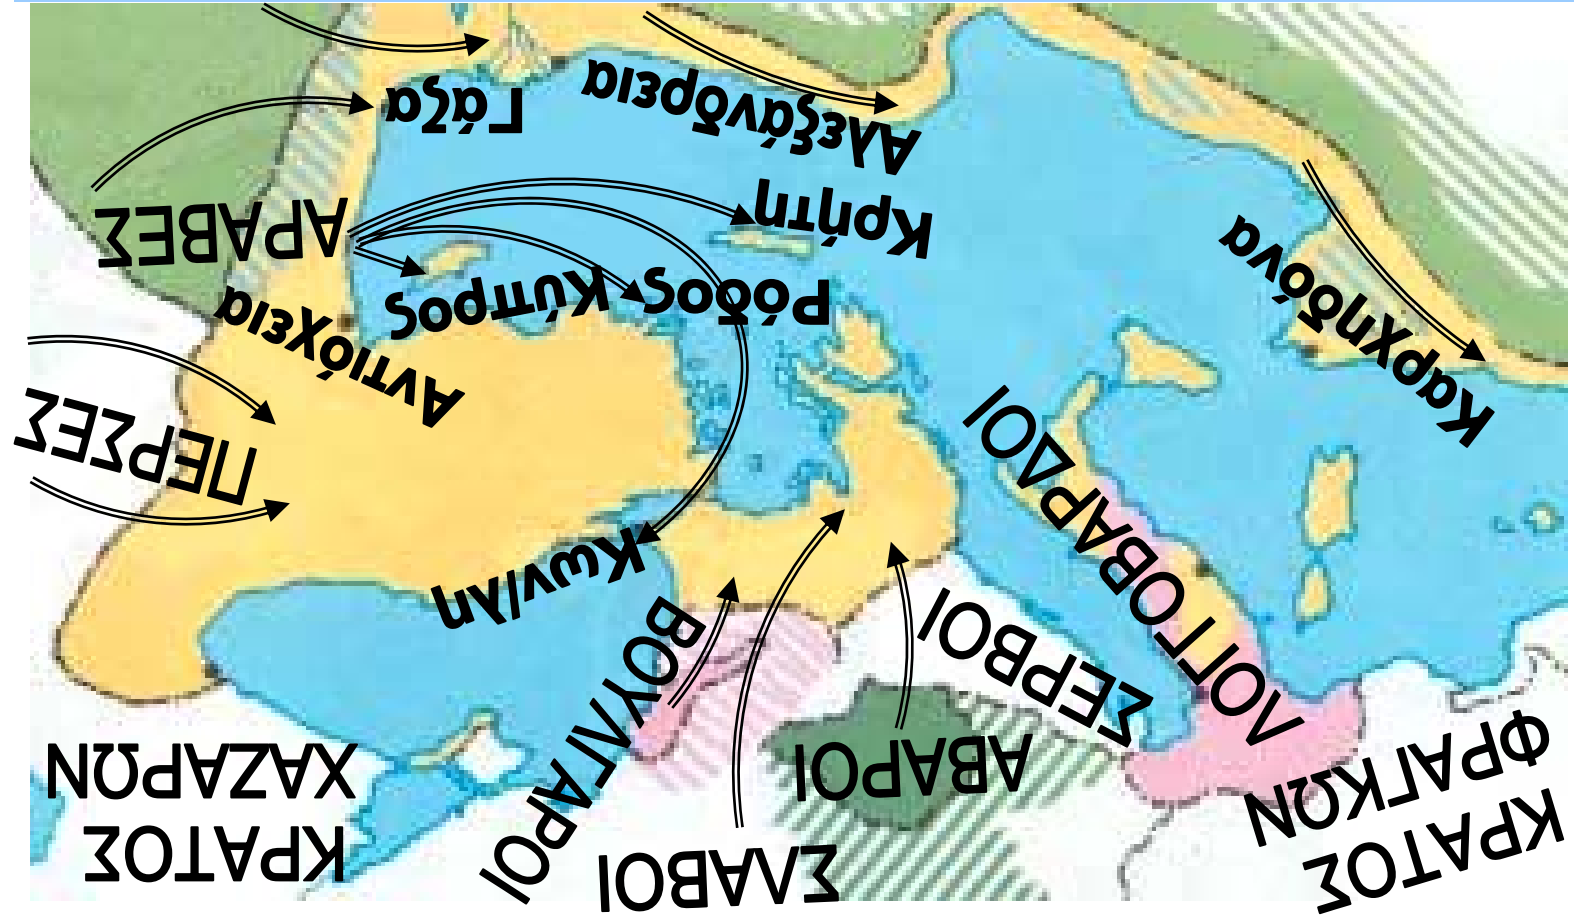 ΚΡΑΤΟΣ
ΦΡΑΓΚΩΝ
ΣΛΑΒΟΙ
ΚΡΑΤΟΣ
ΧΑΖΑΡΩΝ
ΑΒΑΡΟΙ
ΒΟΥΛΓΑΡΟΙ
ΣΕΡΒΟΙ
ΛΟΓΓΟΒΑΡΔΟΙ
Κων/λη
ΠΕΡΣΕΣ
Καρχηδόνα
Αντιόχεια
Ρόδος
Κύπρος
Κρήτη
ΑΡΑΒΕΣ
Αλεξάνδρεια
Γάζα